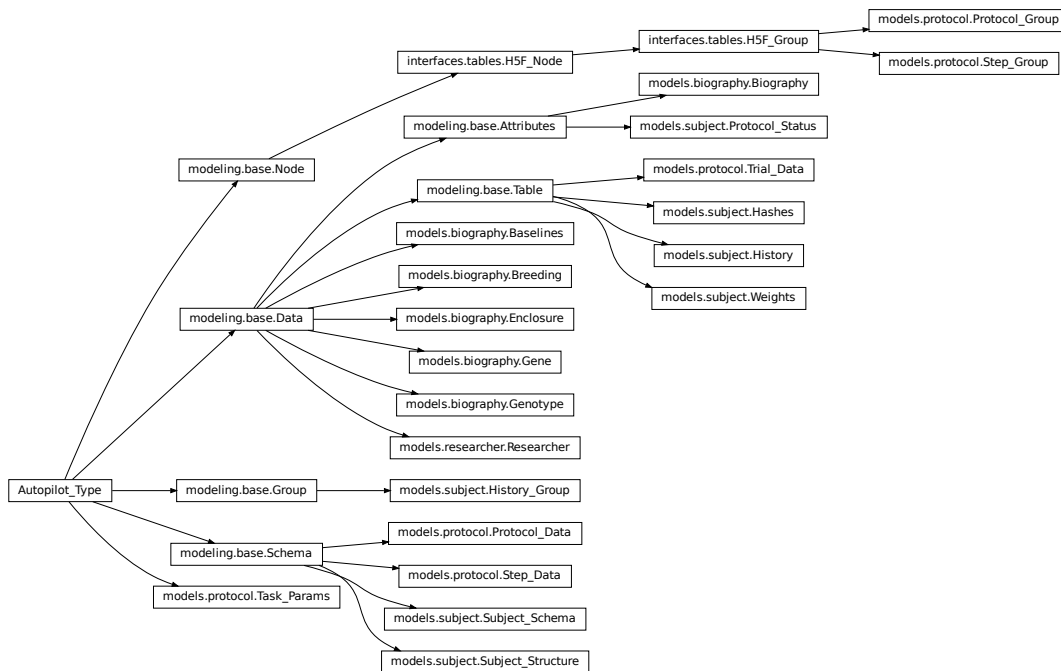 models.protocol.Protocol_Group
interfaces.tables.H5F_Group
interfaces.tables.H5F_Node
models.protocol.Step_Group
models.biography.Biography
modeling.base.Attributes
models.subject.Protocol_Status
modeling.base.Node
models.protocol.Trial_Data
modeling.base.Table
models.subject.Hashes
models.biography.Baselines
models.subject.History
models.biography.Breeding
models.subject.Weights
modeling.base.Data
models.biography.Enclosure
models.biography.Gene
models.biography.Genotype
models.researcher.Researcher
Autopilot_Type
modeling.base.Group
models.subject.History_Group
models.protocol.Protocol_Data
modeling.base.Schema
models.protocol.Step_Data
models.protocol.Task_Params
models.subject.Subject_Schema
models.subject.Subject_Structure